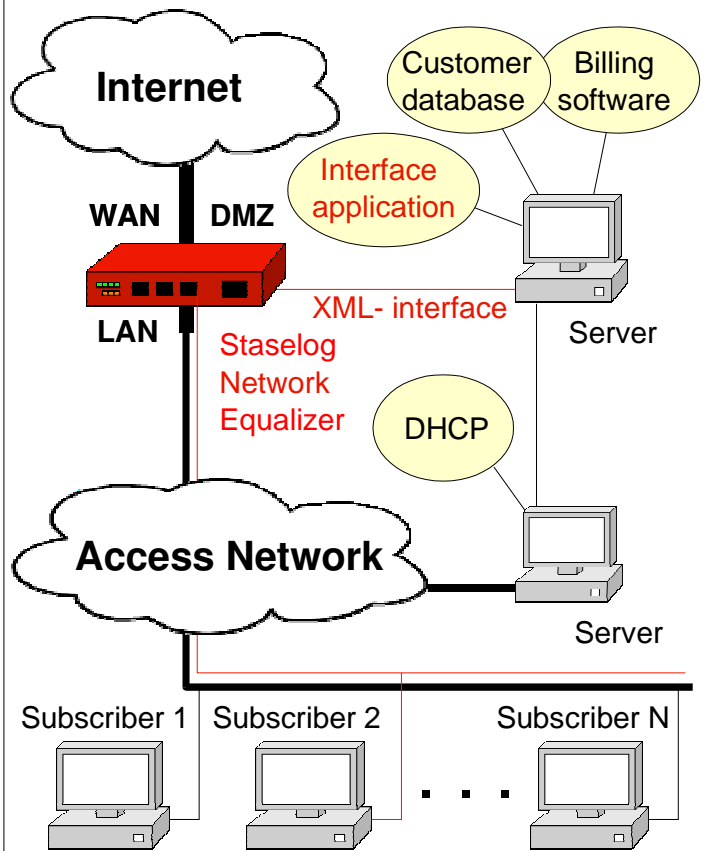 Internet
Customer
database
Billing
software
Interface
application
WAN
DMZ
XML- interface
LAN
Server
Staselog
Network
Equalizer
DHCP
Access Network
Server
Subscriber 1
Subscriber 2
Subscriber N
. . .